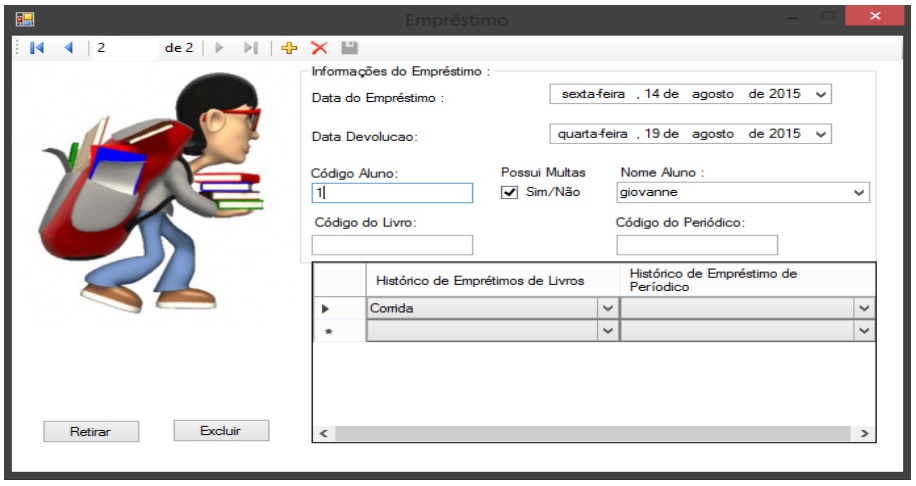 Empréstimo
2 de 2
Informações do Empréstimo :
Data do Empréstimo : sexta-feira , 14 de agosto de 2015
Data Devolucao: quarta-feira , 19 de agosto de 2015
Código Aluno: Possui Multas Nome Aluno :
1 Sim/Não giovanne
Código do Livro: Código do Periódico:
Histórico de Emprétimos de Livros Histórico de Empréstimo de
Períodico
Corrida
Retirar Excluir